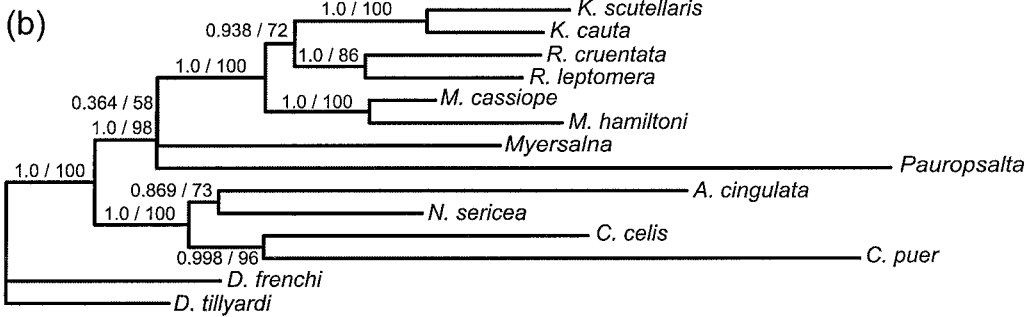 (b)
1.0 / 100
K. scutellaris
0.938 / 72
K. cauta
1.0 / 86
R. cruentata
1.0 / 100
R. leptomera
0.364 / 58
1.0 / 100
M. cassiope
1.0 / 98
M. hamiltoni
Myersalna
1.0 / 100
Pauropsalta
0.869 / 73
A. cingulata
1.0 / 100
N. sericea
C. celis
0.998 / 96
C. puer
D. frenchi
D. tillyardi